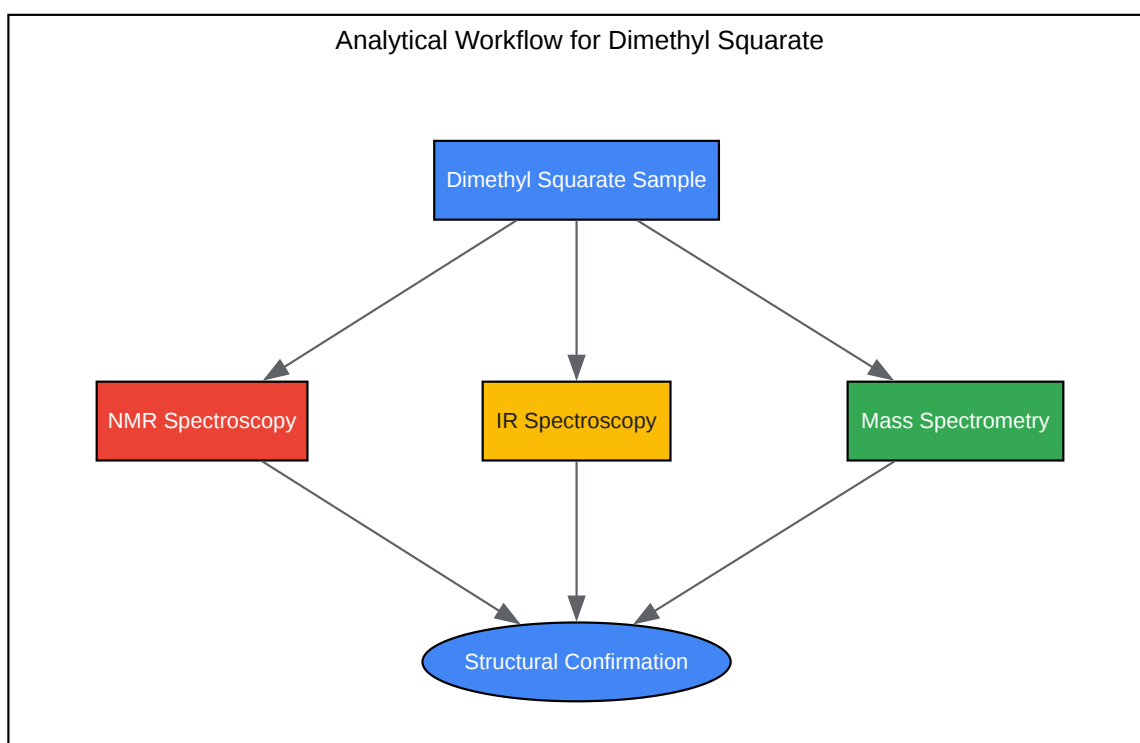 Analytical Workflow for Dimethyl Squarate
Dimethyl Squarate Sample
NMR Spectroscopy
IR Spectroscopy
Mass Spectrometry
Structural Confirmation